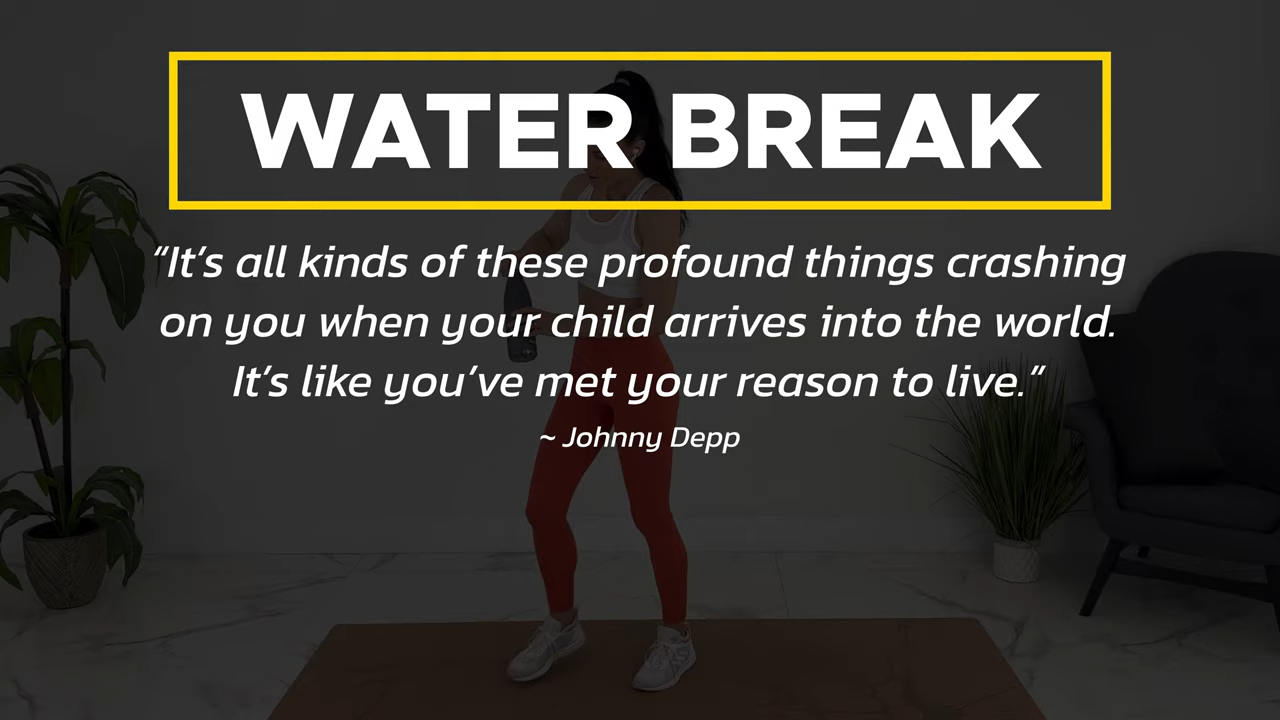 WATER BREAK
“It’s all kinds of these profound things crashing
on you when your child arrives into the world.
It’s like you’ve met your reason to live.”
~ Johnny Depp